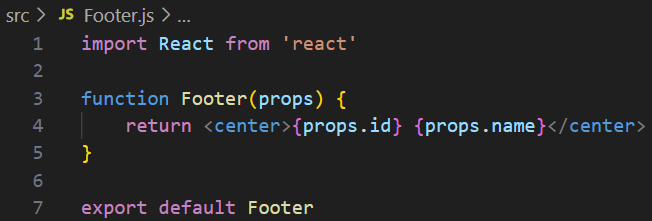 src > JS Footer.js > ...
1 import React from 'react'
2
3 function Footer(props) {
4 return <center>{props.id} {props.name}</center>
5 }
6
7 export default Footer